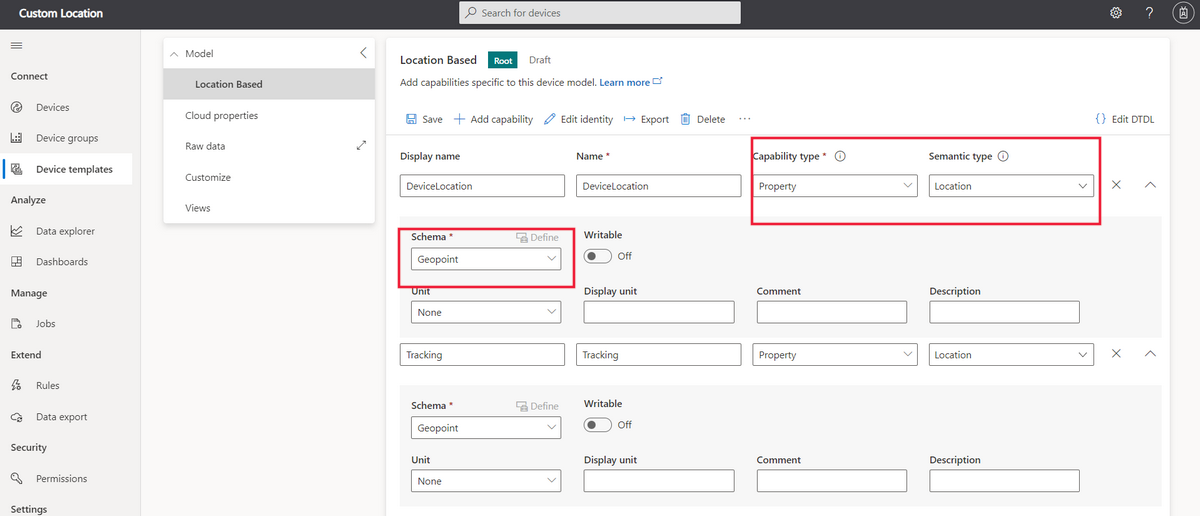 Custom Location
Search for devices
?
Connect
Devices
Device groups
Device templates
Analyze
Data explorer
Dashboards
Manage
Jobs
Extend
Rules
Data export
Security
Permissions
Settings
Model
Location Based
Cloud properties
Raw data
Customize
Views
Location Based Root Draft
Add capabilities specific to this device model. Learn more
Save Add capability Edit identity Export Delete ··· {} Edit DTDL
Display name Name * Capability type * Semantic type
DeviceLocation DeviceLocation Property Location
Schema * Define Writable
Geopoint Off
Unit Display unit Comment Description
None
Tracking Tracking Property Location
Schema * Define Writable
Geopoint Off
Unit Display unit Comment Description
None